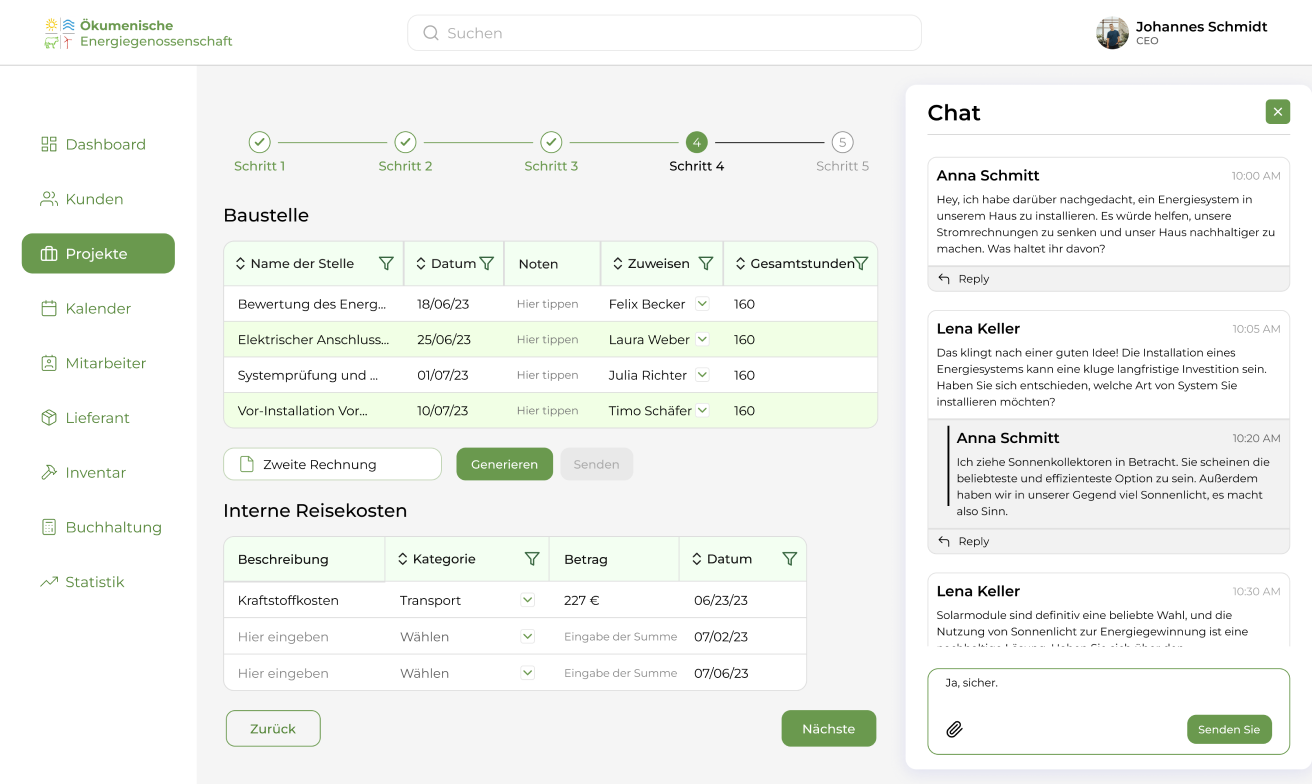 Ökumenische
Energiegenossenschaft
Suchen
Johannes Schmidt
CEO
Dashboard
Kunden
Projekte
Kalender
Mitarbeiter
Lieferant
Inventar
Buchhaltung
Statistik
4 5
Schritt 1 Schritt 2 Schritt 3 Schritt 4 Schritt 5
Baustelle
Name der Stelle Datum Noten Zuweisen Gesamtstunden
Bewertung des Energ... 18/06/23 Hier tippen Felix Becker 160
Elektrischer Anschluss... 25/06/23 Hier tippen Laura Weber 160
Systemprüfung und ... 01/07/23 Hier tippen Julia Richter 160
Vor-Installation Vor... 10/07/23 Hier tippen Timo Schäfer 160
Zweite Rechnung Generieren Senden
Interne Reisekosten
Beschreibung Kategorie Betrag Datum
Kraftstoffkosten Transport 227 € 06/23/23
Hier eingeben Wählen Eingabe der Summe 07/02/23
Hier eingeben Wählen Eingabe der Summe 07/06/23
Zurück Nächste
Chat
Anna Schmitt 10:00 AM
Hey, ich habe darüber nachgedacht, ein Energiesystem in
unserem Haus zu installieren. Es würde helfen, unsere
Stromrechnungen zu senken und unser Haus nachhaltiger zu
machen. Was haltet ihr davon?
Reply
Lena Keller 10:05 AM
Das klingt nach einer guten Idee! Die Installation eines
Energiesystems kann eine kluge langfristige Investition sein.
Haben Sie sich entschieden, welche Art von System Sie
installieren möchten?
Anna Schmitt 10:20 AM
Ich ziehe Sonnenkollektoren in Betracht. Sie scheinen die
beliebteste und effizienteste Option zu sein. Außerdem
haben wir in unserer Gegend viel Sonnenlicht, es macht
also Sinn.
Reply
Lena Keller 10:30 AM
Solarmodule sind definitiv eine beliebte Wahl, und die
Nutzung von Sonnenlicht zur Energiegewinnung ist eine
Ja, sicher.
Senden Sie